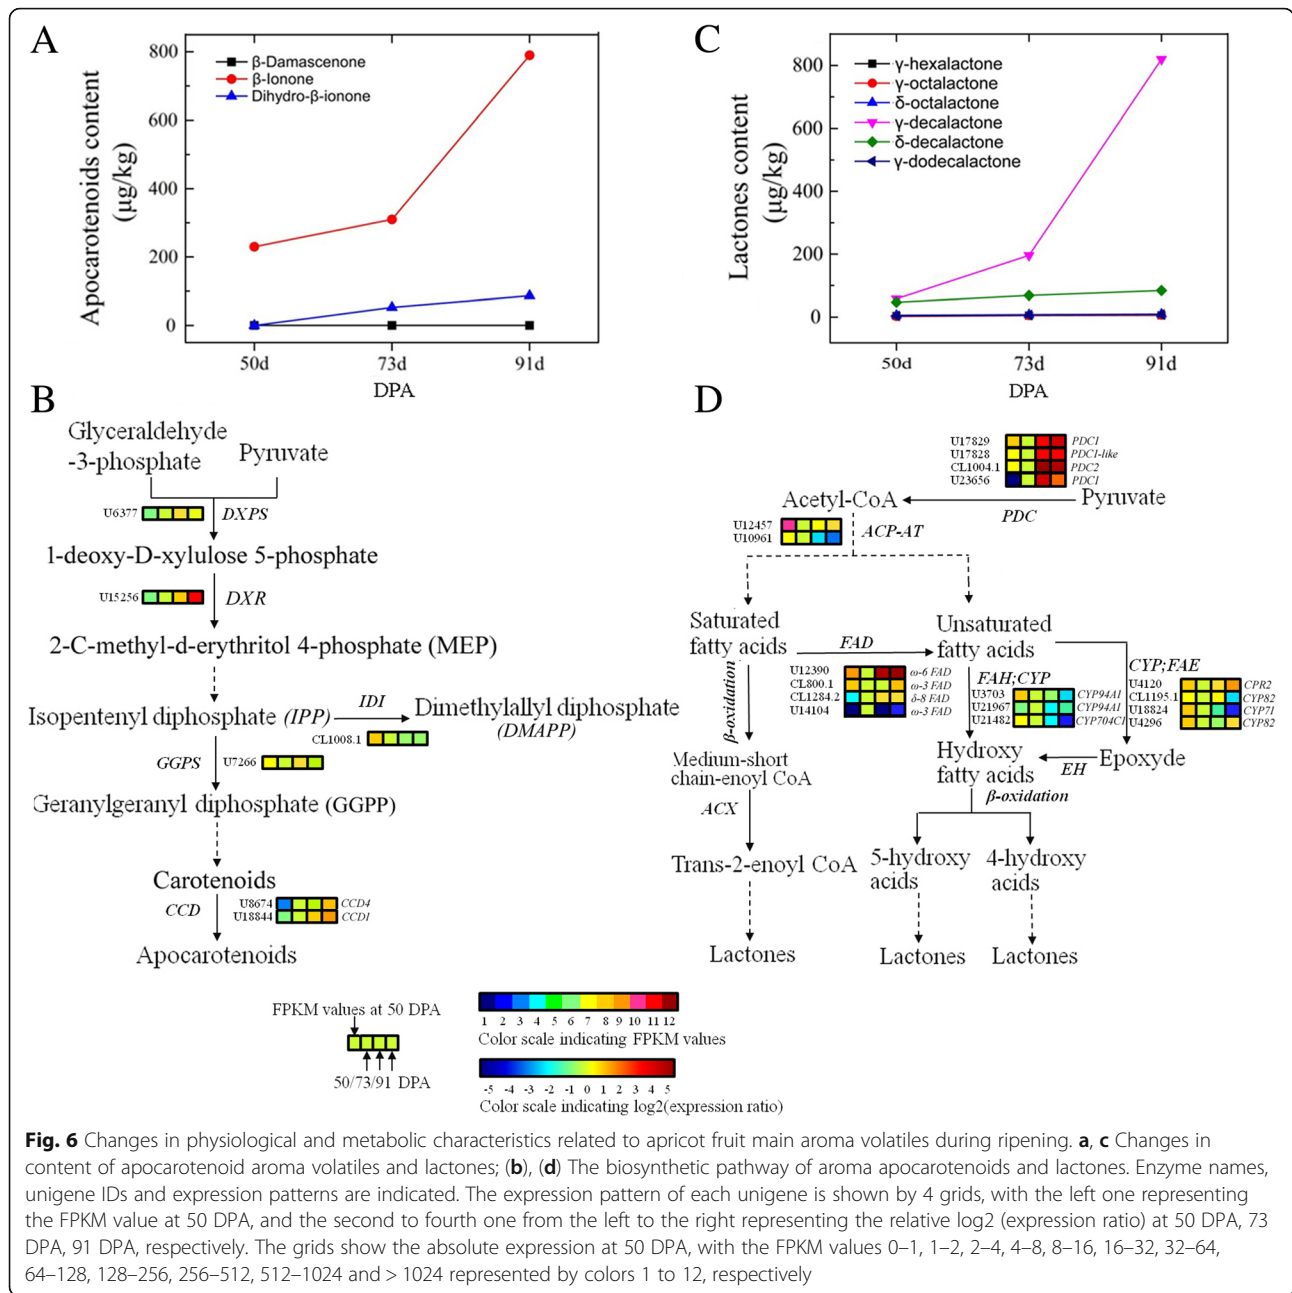 A
Apocarotenoids content
(µg/kg)
800
600
400
200
0
β-Damascenone
β-Ionone
Dihydro-β-ionone
50d
73d
91d
DPA
C
Lactones content
(µg/kg)
800
600
400
200
0
γ-hexalactone
γ-octalactone
δ-octalactone
γ-decalactone
δ-decalactone
γ-dodecalactone
50d
73d
91d
DPA
B
Glyceraldehyde
-3-phosphate
Pyruvate
U6377
DXPS
1-deoxy-D-xylulose 5-phosphate
U15256
DXR
2-C-methyl-d-erythritol 4-phosphate (MEP)
Isopentenyl diphosphate (IPP)
IDI
Dimethylallyl diphosphate
(DMAPP)
CL1008.1
GGPS
U7266
Geranylgeranyl diphosphate (GGPP)
Carotenoids
CCD
U8674
CCD4
U18844
CCD1
Apocarotenoids
D
U17829
PDC1
U17828
PDC1-like
CL1004.1
PDC2
U23656
PDC1
Acetyl-CoA
Pyruvate
PDC
U12457
U10961
ACP-AT
Saturated
fatty acids
Unsaturated
fatty acids
FAD
U12390
ω-6 FAD
CL800.1
ω-3 FAD
CL1284.2
δ-8 FAD
U14104
ω-3 FAD
β-oxidation
FAH;CYP
U3703
CYP94A1
U21967
CYP94A1
U21482
CYP704C1
CYP;FAE
U4120
CPR2
CL1195.1
CYP82
U18824
CYP71
U4296
CYP82
Medium-short
chain-enoyl CoA
Hydroxy
fatty acids
EH
Epoxyde
β-oxidation
ACX
Trans-2-enoyl CoA
5-hydroxy
acids
4-hydroxy
acids
Lactones
Lactones
Lactones
FPKM values at 50 DPA
50/73/91 DPA
1 2 3 4 5 6 7 8 9 10 11 12
Color scale indicating FPKM values
-5 -4 -3 -2 -1 0 1 2 3 4 5
Color scale indicating log2(expression ratio)
Fig. 6 Changes in physiological and metabolic characteristics related to apricot fruit main aroma volatiles during ripening. a, c Changes in
content of apocarotenoid aroma volatiles and lactones; (b), (d) The biosynthetic pathway of aroma apocarotenoids and lactones. Enzyme names,
unigene IDs and expression patterns are indicated. The expression pattern of each unigene is shown by 4 grids, with the left one representing
the FPKM value at 50 DPA, and the second to fourth one from the left to the right representing the relative log2 (expression ratio) at 50 DPA, 73
DPA, 91 DPA, respectively. The grids show the absolute expression at 50 DPA, with the FPKM values 0–1, 1–2, 2–4, 4–8, 8–16, 16–32, 32–64,
64–128, 128–256, 256–512, 512–1024 and > 1024 represented by colors 1 to 12, respectively